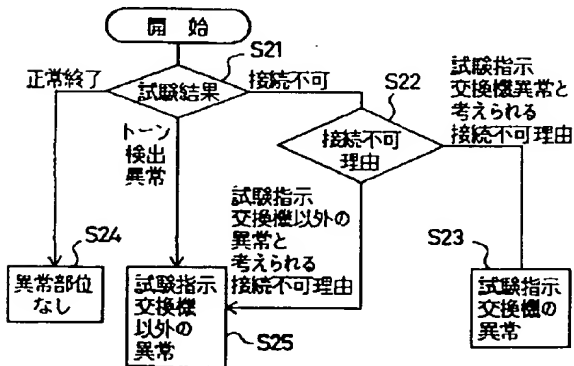 開 始
S21
試験結果
正常終了
接続不可
トーン
検出
異常
S22
接続不可
理由
試験指示
交換機異常と
考えられる
接続不可理由
試験指示
交換機以外の
異常と
考えられる
接続不可理由
S24
異常部位
なし
試験指示
交換機
以外の
異常
S25
S23
試験指示
交換機の
異常